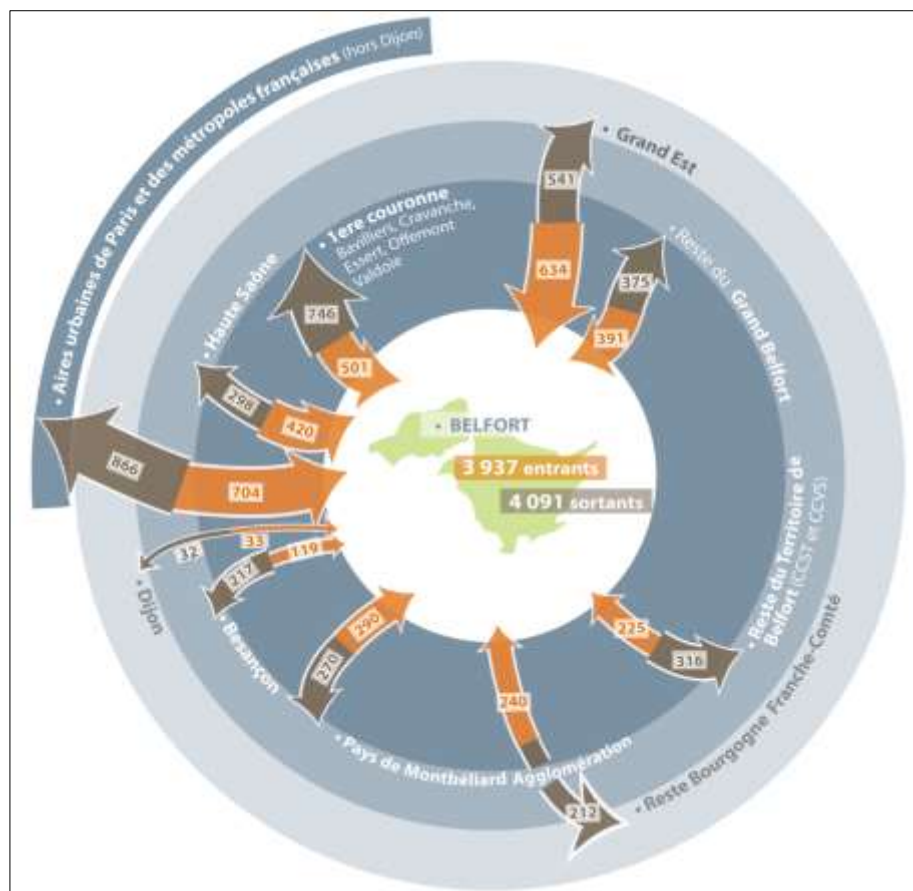 • Aires urbaines de Paris et des métropoles françaises (hors Dijon)
• Grand Est
541
634
• Reste du Grand Belfort
375
391
• 1ere couronne
Bavilliers, Cravanche,
Essert, Offemont
Valdoie
746
501
• Haute Saône
298
420
866
704
• BELFORT
3 937 entrants
4 091 sortants
32
33
• Dijon
217
119
• Besançon
270
290
• Pays de Montbéliard Agglomération
240
212
• Reste Bourgogne Franche-Comté
225
316
• Reste du Territoire de
Belfort (CCST et CCVS)